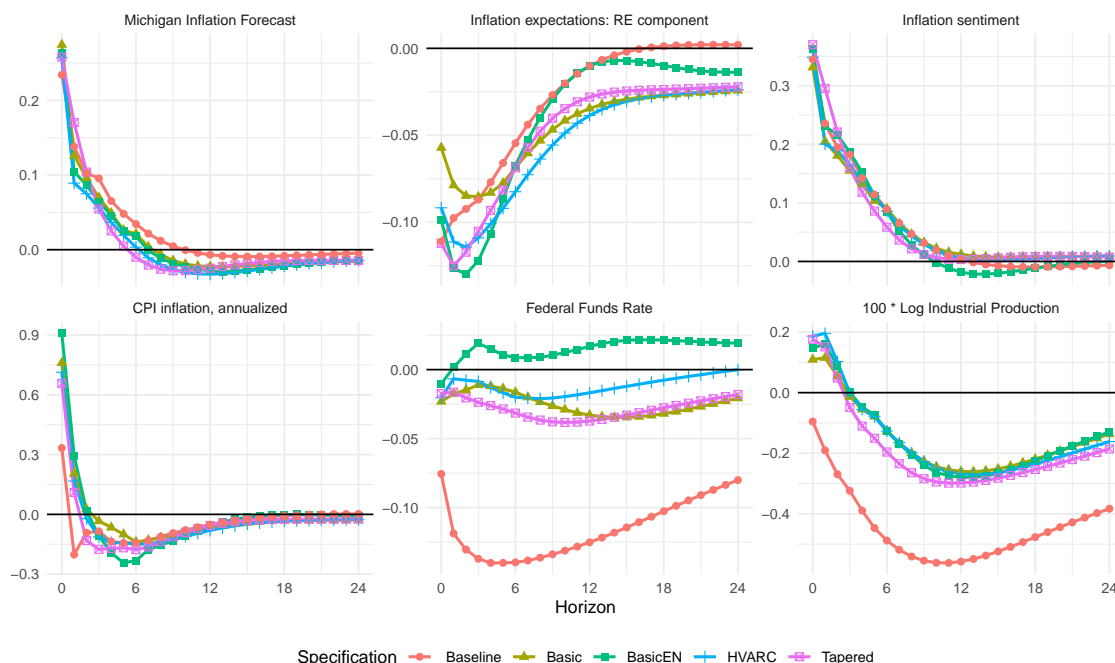 Michigan Inflation Forecast
Inflation expectations: RE component
Inflation sentiment
0.2
0.1
0.0
0.00
−0.05
−0.10
0.3
0.2
0.1
0.0
CPI inflation, annualized
Federal Funds Rate
100 * Log Industrial Production
0.9
0.6
0.3
0.0
−0.3
0.00
−0.05
−0.10
0.2
0.0
−0.2
−0.4
0 6 12 18 24
0 6 12 18 24
0 6 12 18 24
Horizon
Specification Baseline Basic BasicEN HVARC Tapered